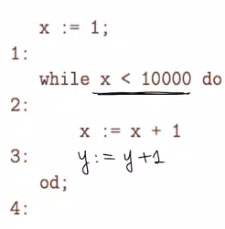 x := 1;
1:
while x < 10000 do
2:
x := x + 1
3: y := y + 1
od;
4: